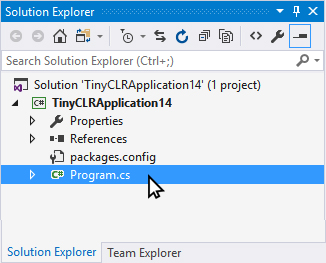 Solution Explorer
Search Solution Explorer (Ctrl+;)
Solution 'TinyCLRApplication14' (1 project)
C# TinyCLRApplication14
Properties
References
packages.config
C# Program.cs
Solution Explorer Team Explorer